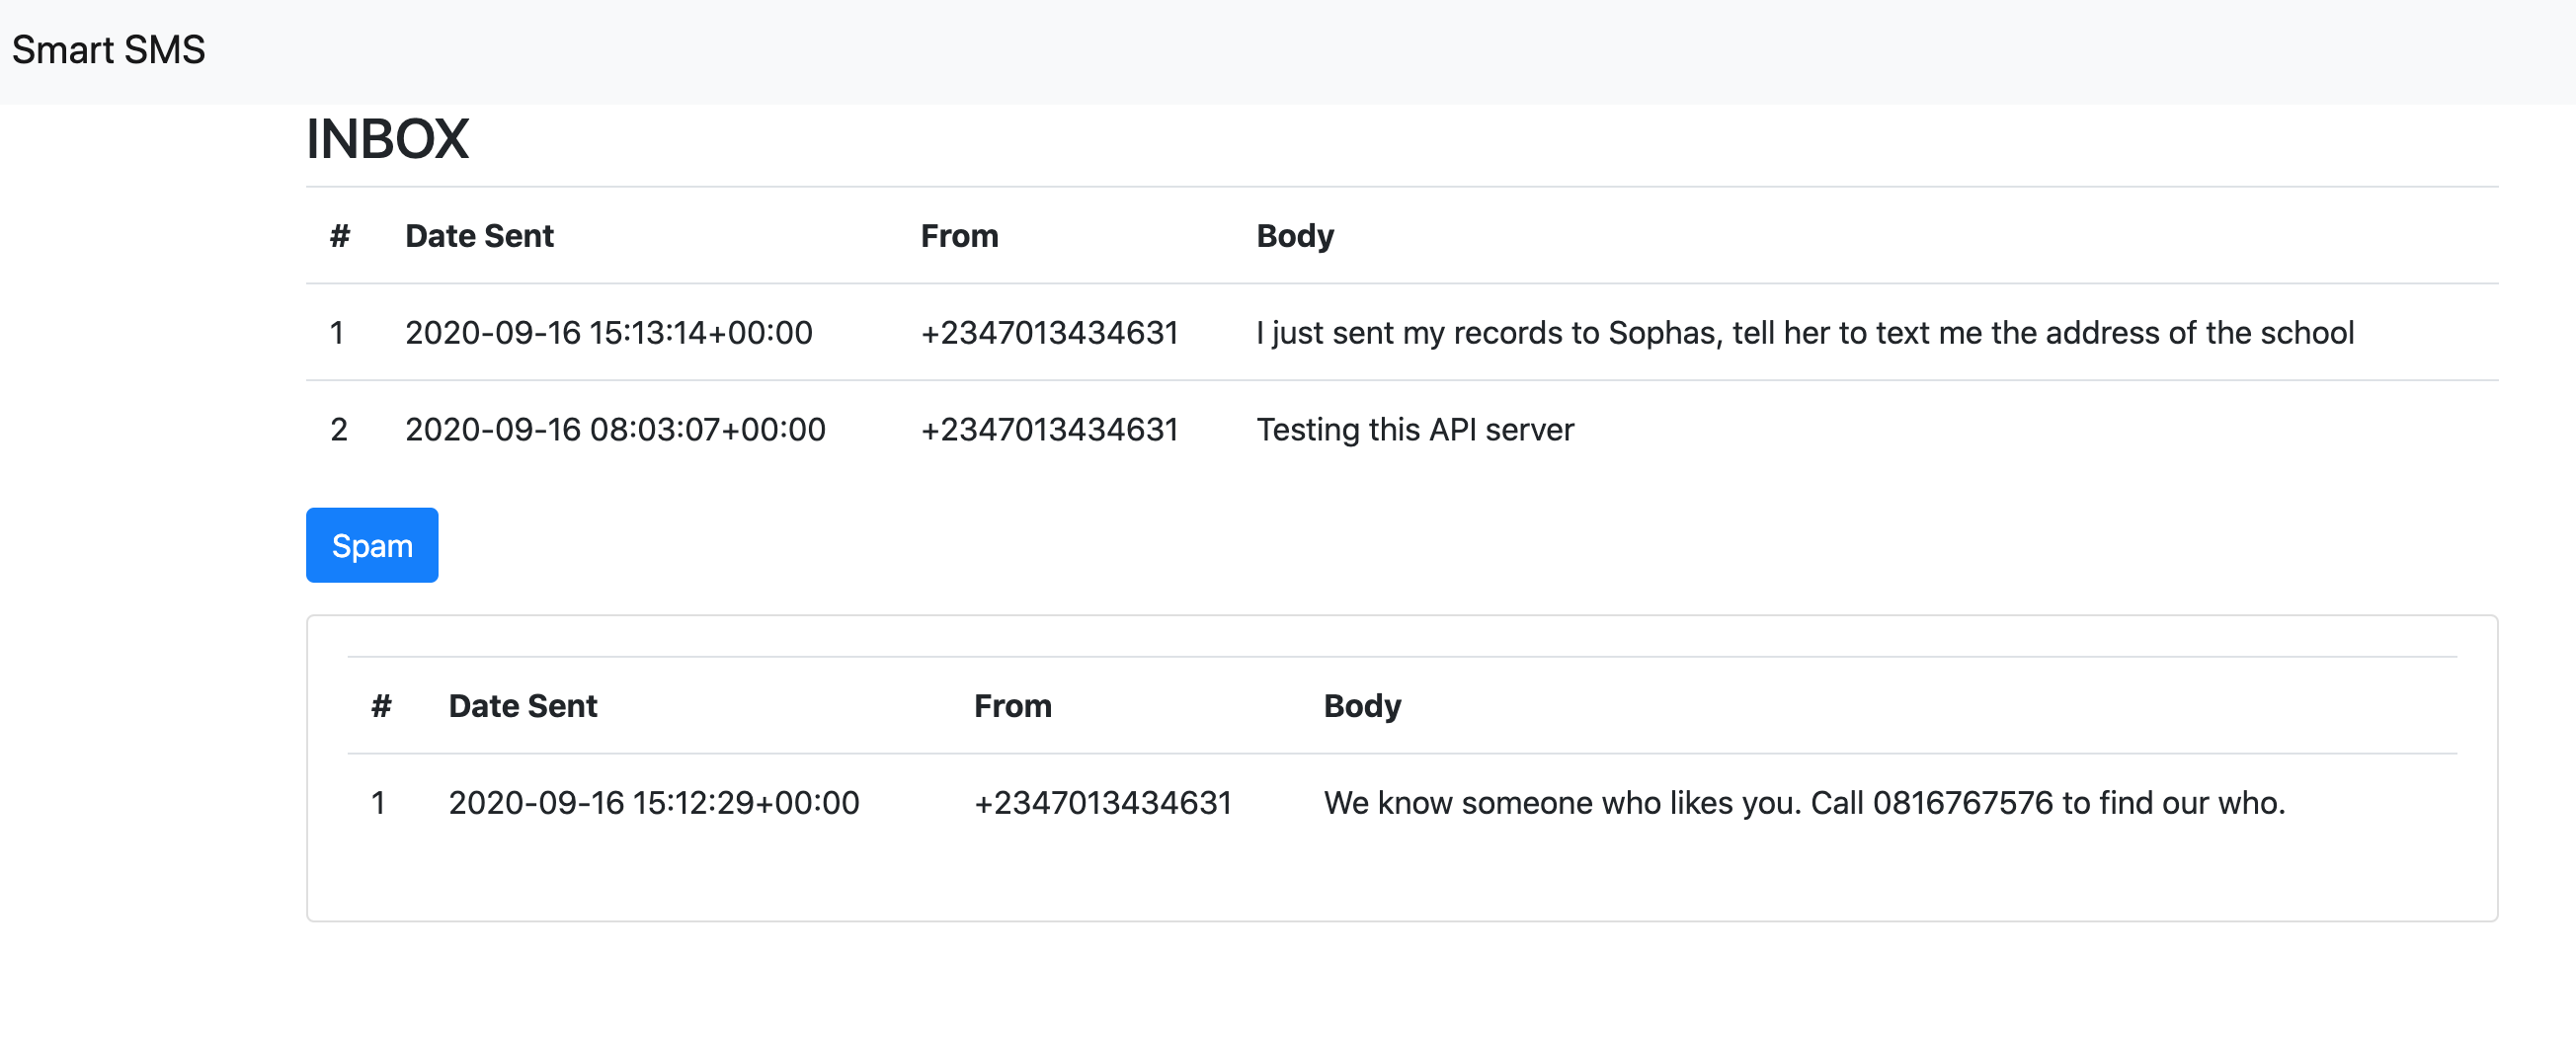 Smart SMS
INBOX
# Date Sent From Body
1 2020-09-16 15:13:14+00:00 +2347013434631 I just sent my records to Sophas, tell her to text me the address of the school
2 2020-09-16 08:03:07+00:00 +2347013434631 Testing this API server
Spam
# Date Sent From Body
1 2020-09-16 15:12:29+00:00 +2347013434631 We know someone who likes you. Call 0816767576 to find our who.